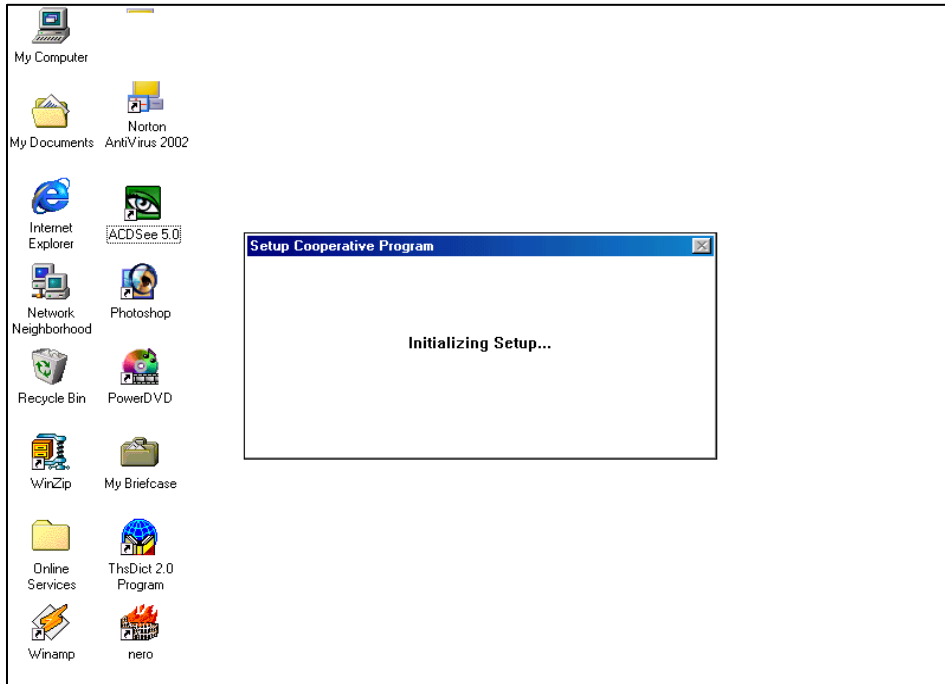 My Computer
My Documents
Norton
AntiVirus 2002
Internet
Explorer
ACDSee 5.0
Setup Cooperative Program
Network
Neighborhood
Photoshop
Initializing Setup...
Recycle Bin
PowerDVD
WinZip
My Briefcase
Online
Services
ThsDict 2.0
Program
Winamp
nero